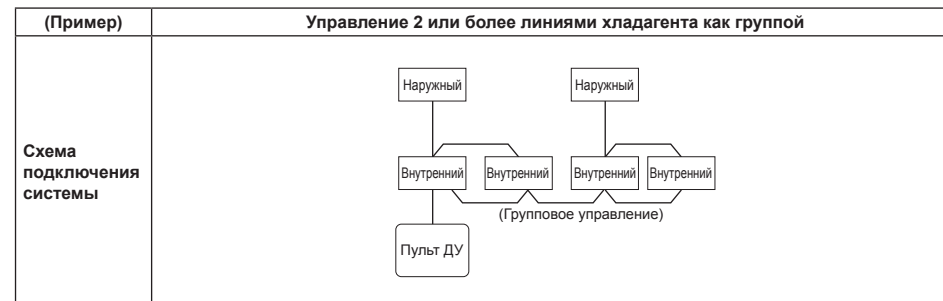 (Пример)
Управление 2 или более линиями хладагента как группой
Схема
подключения
системы
Наружный
Наружный
Внутренний
Внутренний
Внутренний
Внутренний
(Групповое управление)
Пульт ДУ